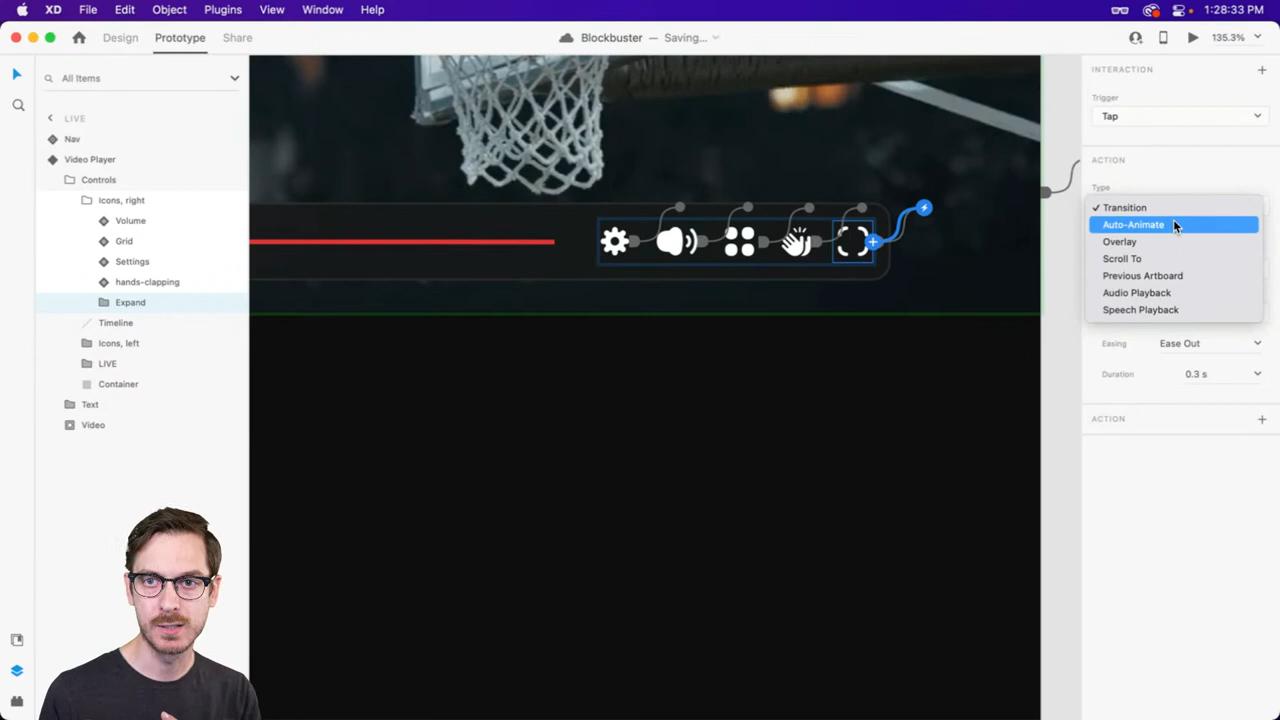 XD File Edit Object Plugins View Window Help 1:28:33 PM
Design Prototype Share Blockbuster — Saving... 135.3%
All Items
LIVE
Nav
Video Player
Controls
Icons, right
Volume
Grid
Settings
hands-clapping
Expand
Timeline
Icons, left
LIVE
Container
Text
Video
INTERACTION
Trigger
Tap
ACTION
Type
Transition
Auto-Animate
Overlay
Scroll To
Previous Artboard
Audio Playback
Speech Playback
Easing Ease Out
Duration 0.3 s
ACTION